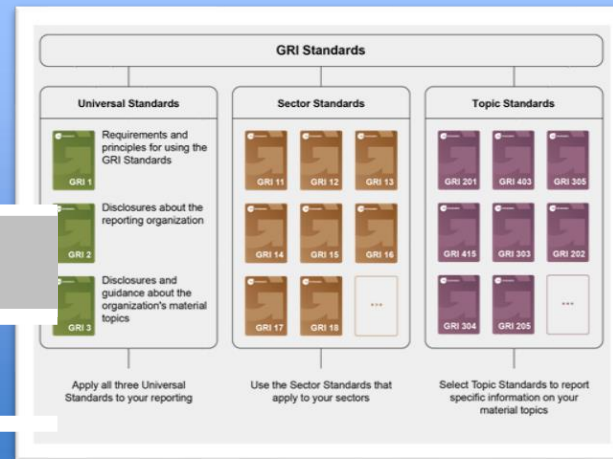 GRI Standards
Universal Standards
Requirements and
principles for using the
GRI Standards
GRI 1
Disclosures about the
reporting organization
GRI 2
Disclosures and
guidance about the
organization's material
topics
GRI 3
Apply all three Universal
Standards to your reporting
Sector Standards
GRI 11 GRI 12 GRI 13
GRI 14 GRI 15 GRI 16
GRI 17 GRI 18 ...
Use the Sector Standards that
apply to your sectors
Topic Standards
GRI 201 GRI 403 GRI 305
GRI 415 GRI 303 GRI 202
GRI 304 GRI 205 ...
Select Topic Standards to report
specific information on your
material topics